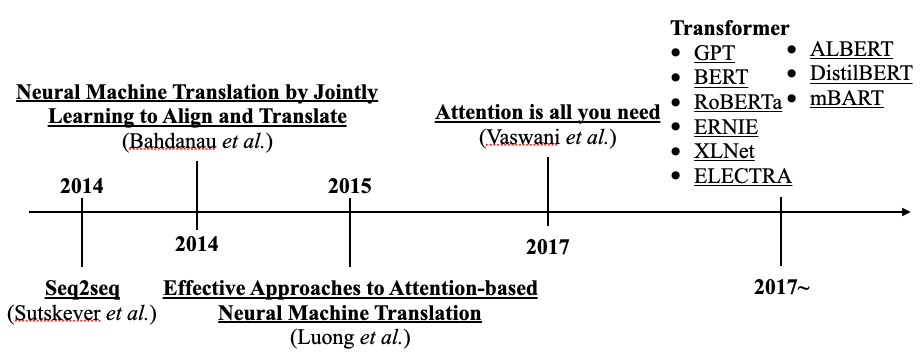 Transformer
• GPT
• BERT
• RoBERTa
• ERNIE
• XLNet
• ELECTRA
• ALBERT
• DistilBERT
• mBART
Neural Machine Translation by Jointly
Learning to Align and Translate
(Bahdanau et al.)
Attention is all you need
(Vaswani et al.)
2014
2015
2014
2017
Seq2seq
(Sutskever et al.)
Effective Approaches to Attention-based
Neural Machine Translation
(Luong et al.)
2017~